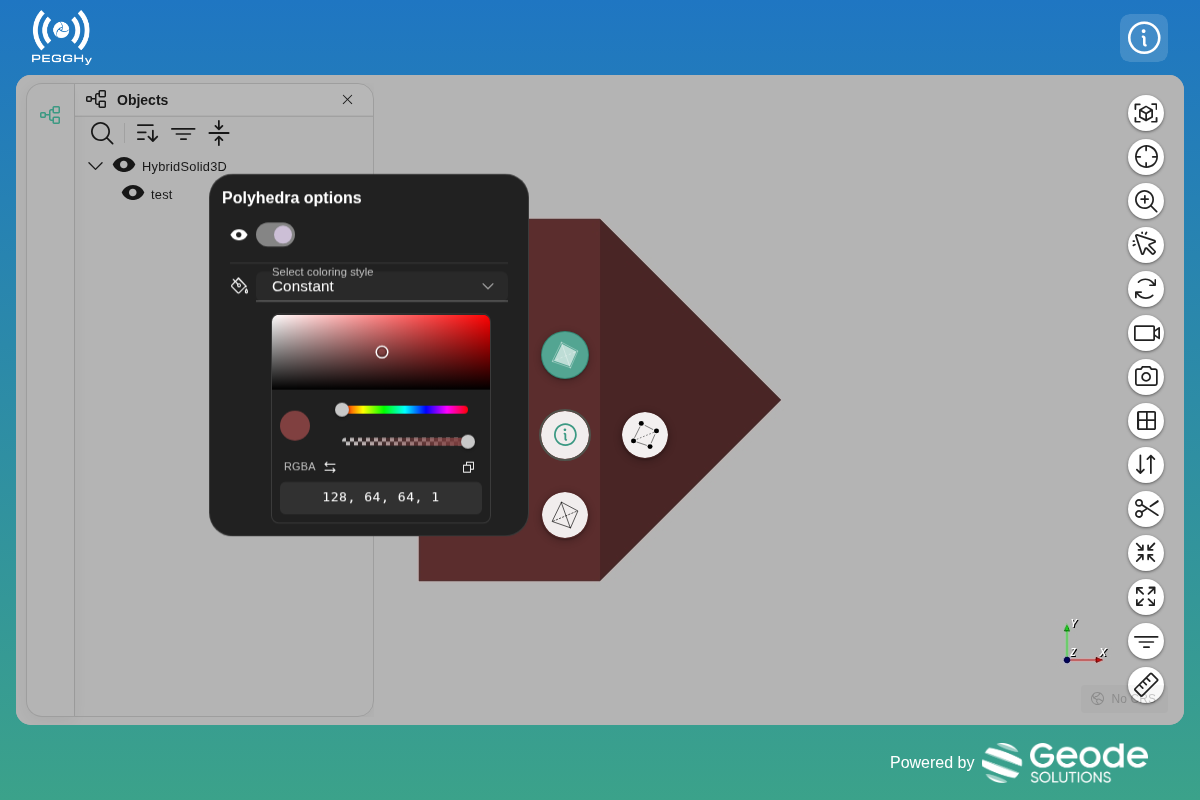 PEGGHy
Objects
HybridSolid3D
test
Polyhedra options
Select coloring style
Constant
RGBA
128, 64, 64, 1
Y
Z
X
No CRS
Powered by
Geode
SOLUTIONS